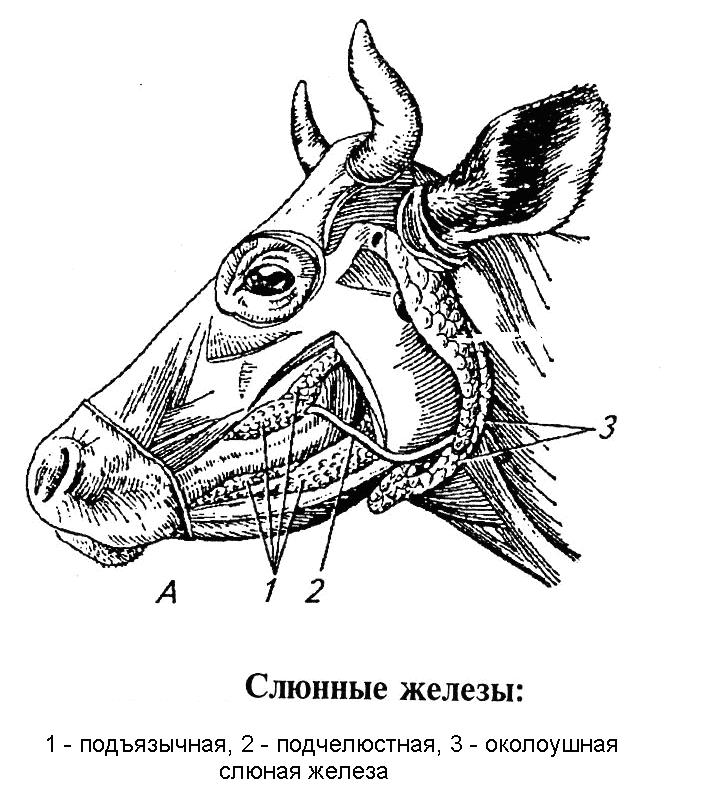 3
А 1 2
Слюнные железы:
1 - подъязычная, 2 - подчелюстная, 3 - околоушная
слюная железа